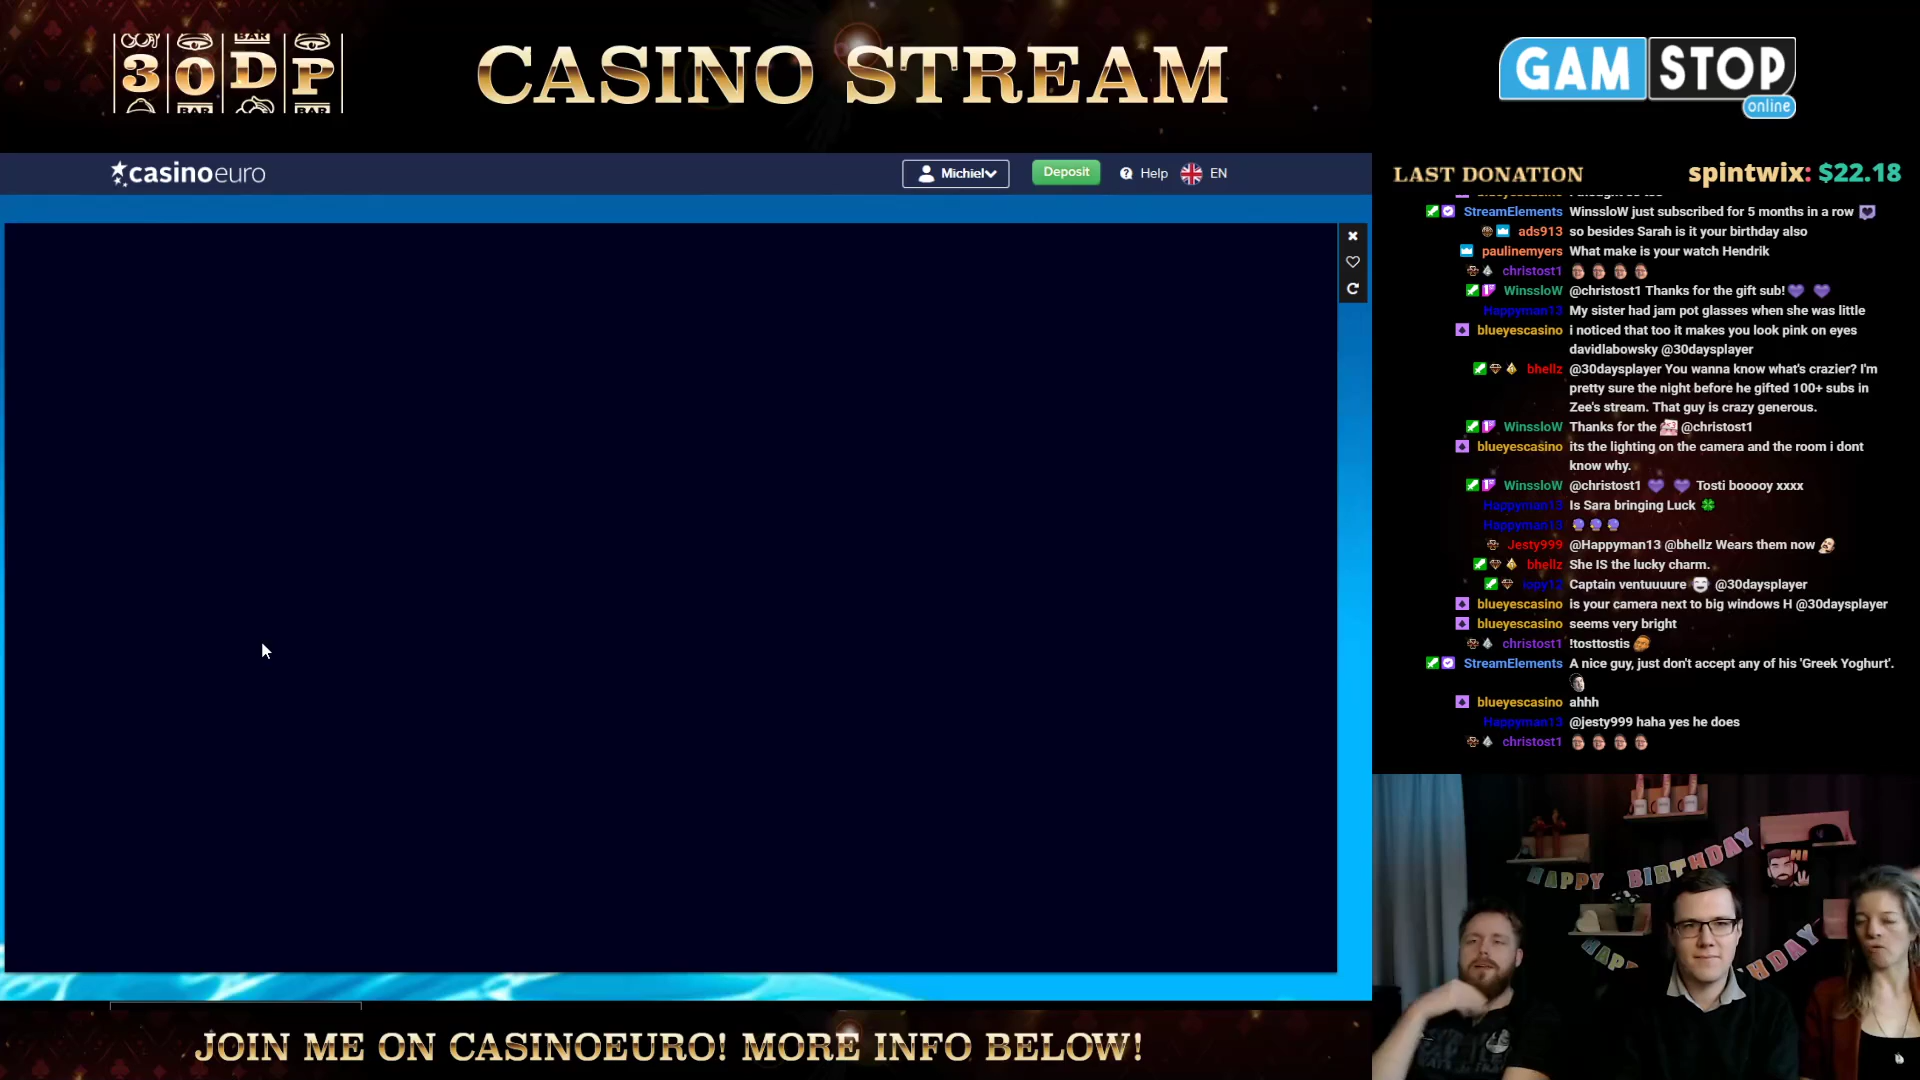 30DP
CASINO STREAM
GAMSTOP
online
casinoeuro
Michiel
Deposit
Help
EN
LAST DONATION
spintwix: $22.18
StreamElements WinssloW just subscribed for 5 months in a row
ads913 so besides Sarah is it your birthday also
paulinemyers What make is your watch Hendrik
christost1
WinssloW @christost1 Thanks for the gift sub!
Happyman13 My sister had jam pot glasses when she was little
blueyescasino i noticed that too it makes you look pink on eyes
davidlabowsky @30daysplayer
bhellz @30daysplayer You wanna know what's crazier? I'm
pretty sure the night before he gifted 100+ subs in
Zee's stream. That guy is crazy generous.
WinssloW Thanks for the @christost1
blueyescasino its the lighting on the camera and the room i dont
know why.
WinssloW @christost1 Tosti booooy xxxx
Happyman13 Is Sara bringing Luck
Happyman13
Jesty999 @Happyman13 @bhellz Wears them now
bhellz She IS the lucky charm.
iopy12 Captain ventuuuure @30daysplayer
blueyescasino is your camera next to big windows H @30daysplayer
blueyescasino seems very bright
christost1 !tosttostis
StreamElements A nice guy, just don't accept any of his 'Greek Yoghurt'.
blueyescasino ahhh
Happyman13 @jesty999 haha yes he does
christost1
HAPPY BIRTHDAY
HI
JOIN ME ON CASINOEURO! MORE INFO BELOW!